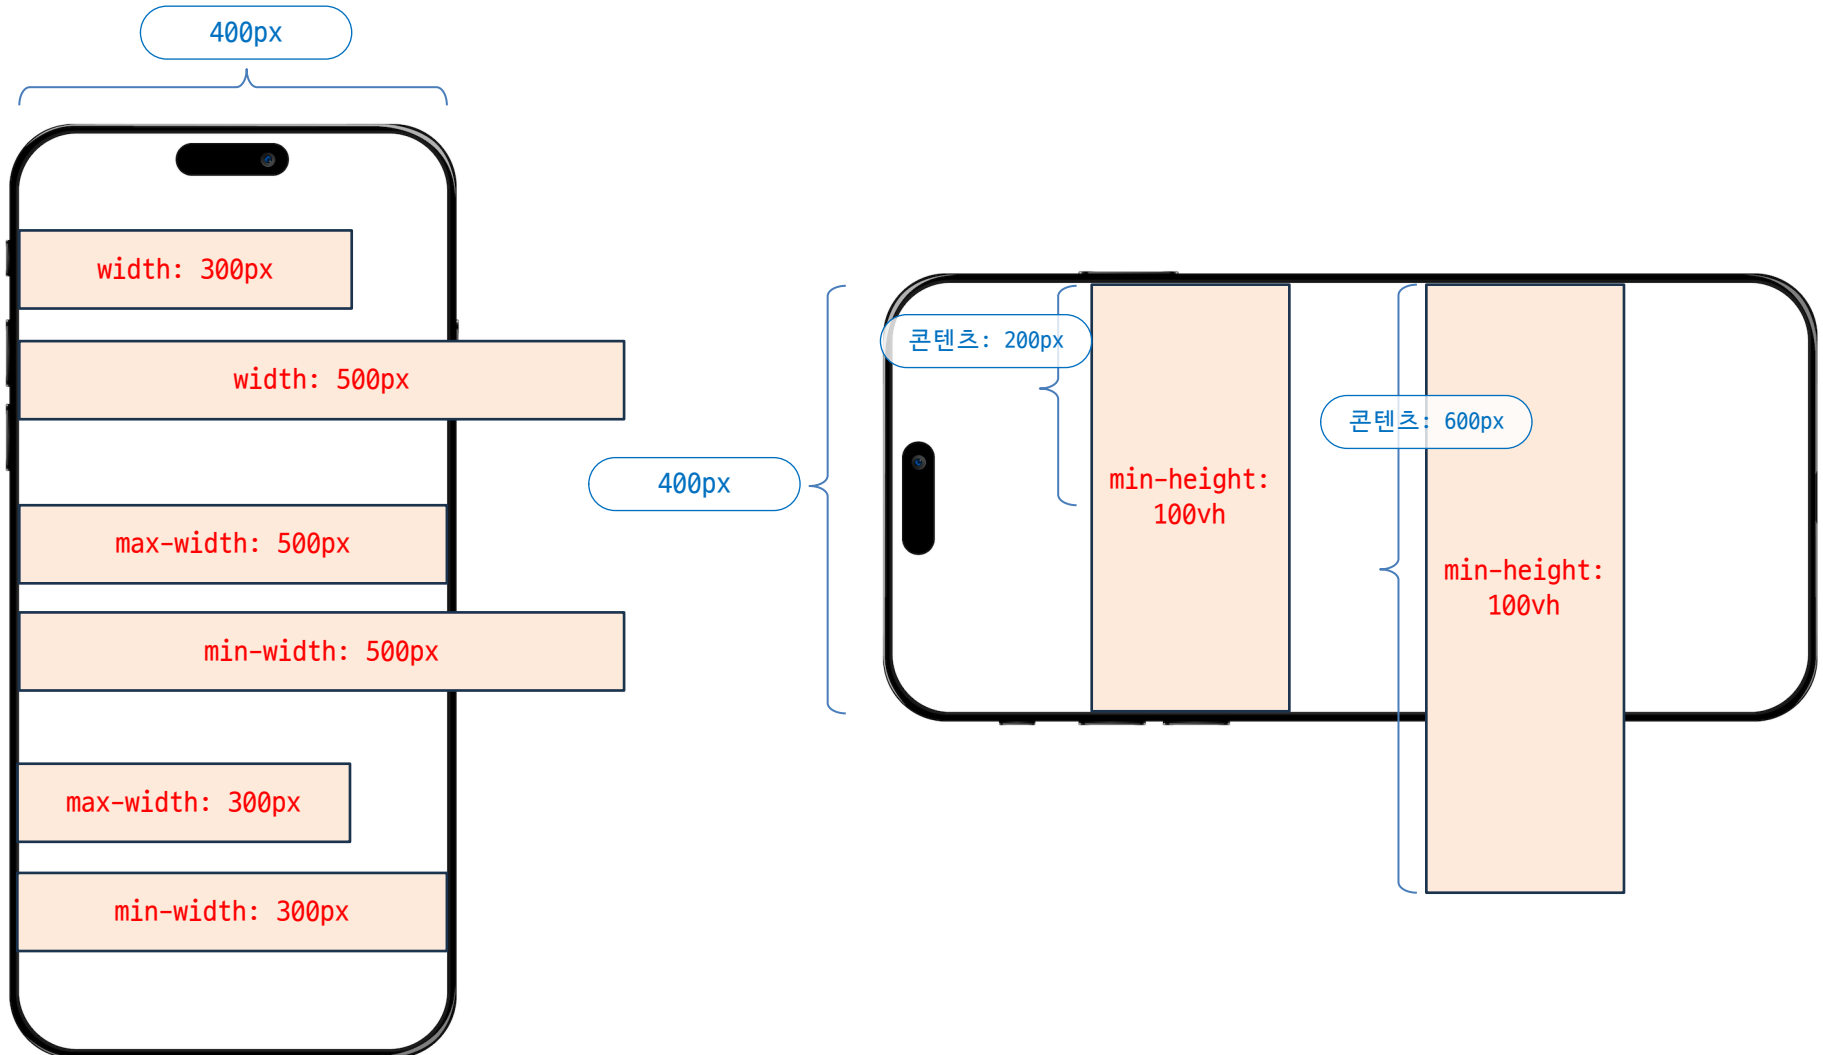 400px
width: 300px
width: 500px
max-width: 500px
min-width: 500px
max-width: 300px
min-width: 300px
400px
콘텐츠: 200px
min-height:
100vh
콘텐츠: 600px
min-height:
100vh